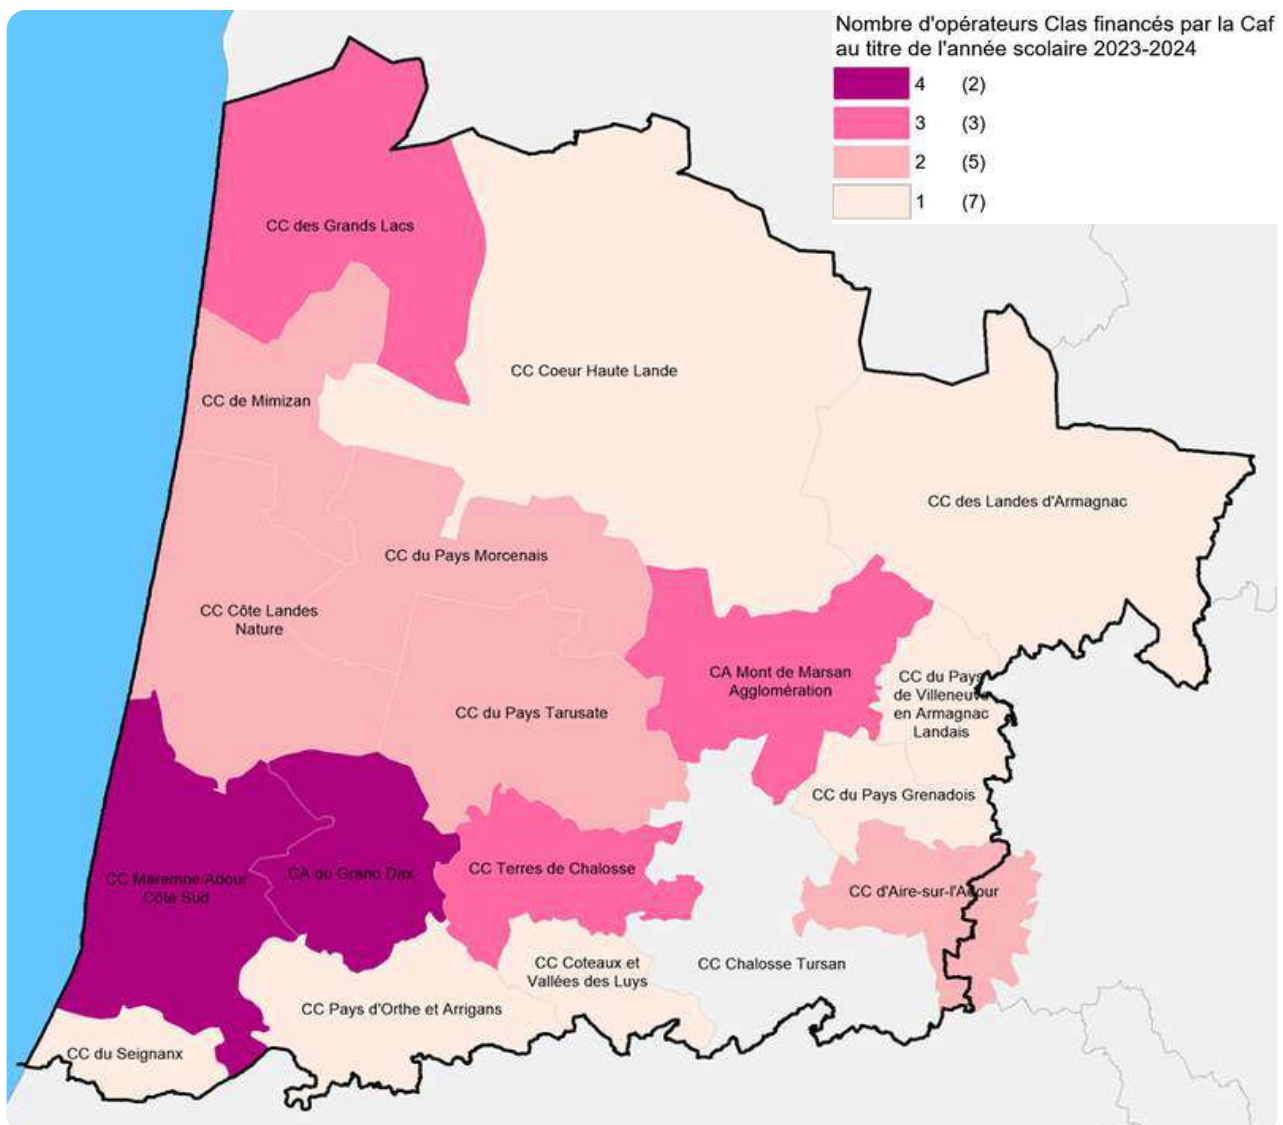 Nombre d'opérateurs Clas financés par la Caf
au titre de l'année scolaire 2023-2024
4 (2)
3 (3)
2 (5)
1 (7)
CC des Grands Lacs
CC Coeur Haute Lande
CC de Mimizan
CC des Landes d'Armagnac
CC du Pays Morcenais
CC Côte Landes
Nature
CA Mont de Marsan
Agglomération
CC du Pays
de Villeneuve
en Armagnac
Landais
CC du Pays Tarusate
CC du Pays Grenadois
CC Terres de Chalosse
CA du Grand Dax
CC Maremne Adour
Côte Sud
CC d'Aire-sur-l'Adour
CC Coteaux et
Vallées des Luys
CC Chalosse Tursan
CC Pays d'Orthe et Arrigans
CC du Seignanx